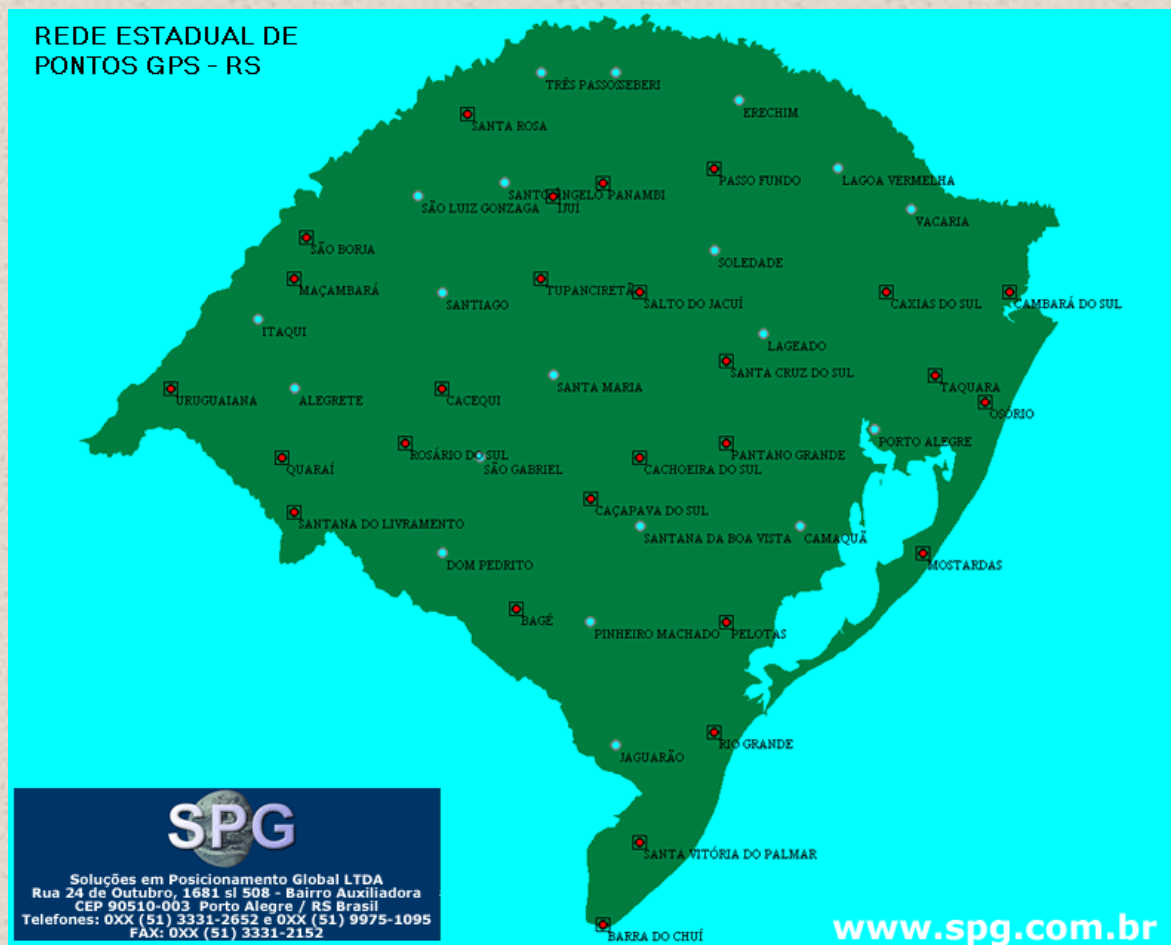 REDE ESTADUAL DE
PONTOS GPS - RS
TRÊS PASSOS
SEBERI
ERECHIM
SANTA ROSA
PASSO FUNDO
LAGOA VERMELHA
SANTO ÂNGELO
PANAMBI
SÃO LUIZ GONZAGA
IJUÍ
VACARIA
SÃO BORJA
SOLEDADE
MAÇAMBARÁ
TUPANCIRETÃ
SANTIAGO
SALTO DO JACUÍ
CAXIAS DO SUL
CAMBARÁ DO SUL
ITAQUI
LAGEADO
SANTA CRUZ DO SUL
SANTA MARIA
TAQUARA
URUGUAIANA
ALEGRETE
CACEQUI
OSÓRIO
PORTO ALEGRE
ROSÁRIO DO SUL
PANTANO GRANDE
QUARAÍ
SÃO GABRIEL
CACHOEIRA DO SUL
CAÇAPAVA DO SUL
SANTANA DO LIVRAMENTO
SANTANA DA BOA VISTA
CAMAQUÃ
DOM PEDRITO
MOSTARDAS
BAGÉ
PINHEIRO MACHADO
PELOTAS
RIO GRANDE
JAGUARÃO
SANTA VITÓRIA DO PALMAR
BARRA DO CHUÍ
SPG
Soluções em Posicionamento Global LTDA
Rua 24 de Outubro, 1681 sl 508 - Bairro Auxiliadora
CEP 90510-003 Porto Alegre / RS Brasil
Telefones: 0XX (51) 3331-2652 e 0XX (51) 9975-1095
FAX: 0XX (51) 3331-2152
www.spg.com.br